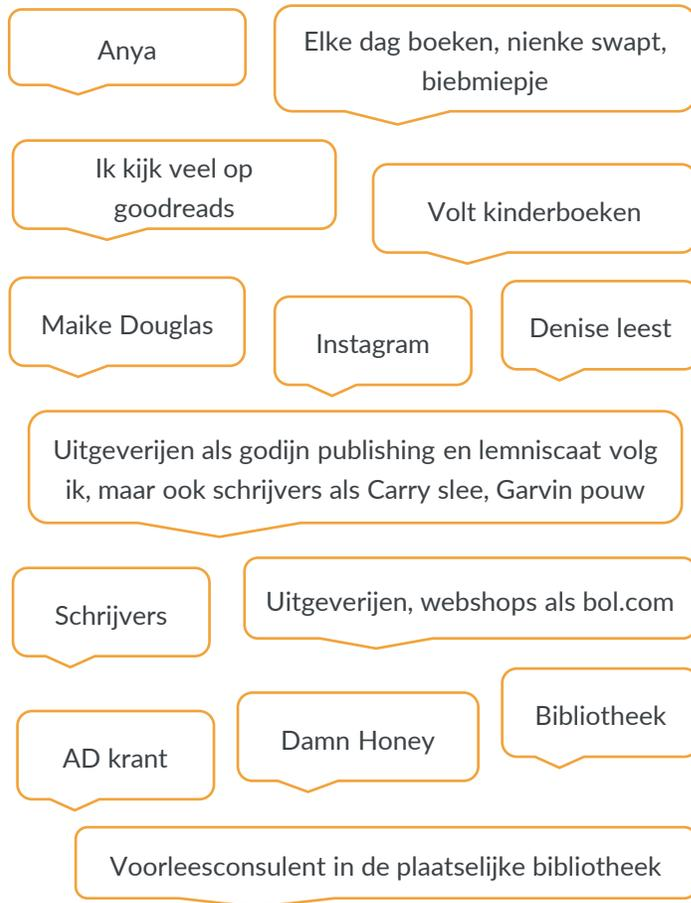 Anya
Elke dag boeken, nienke swapt,
biebmiepje
Ik kijk veel op
goodreads
Volt kinderboeken
Maike Douglas
Instagram
Denise leest
Uitgeverijen als godijn publishing en lemniscaat volg
ik, maar ook schrijvers als Carry slee, Garvin pouw
Schrijvers
Uitgeverijen, webshops als bol.com
AD krant
Damn Honey
Bibliotheek
Voorleesconsulent in de plaatselijke bibliotheek